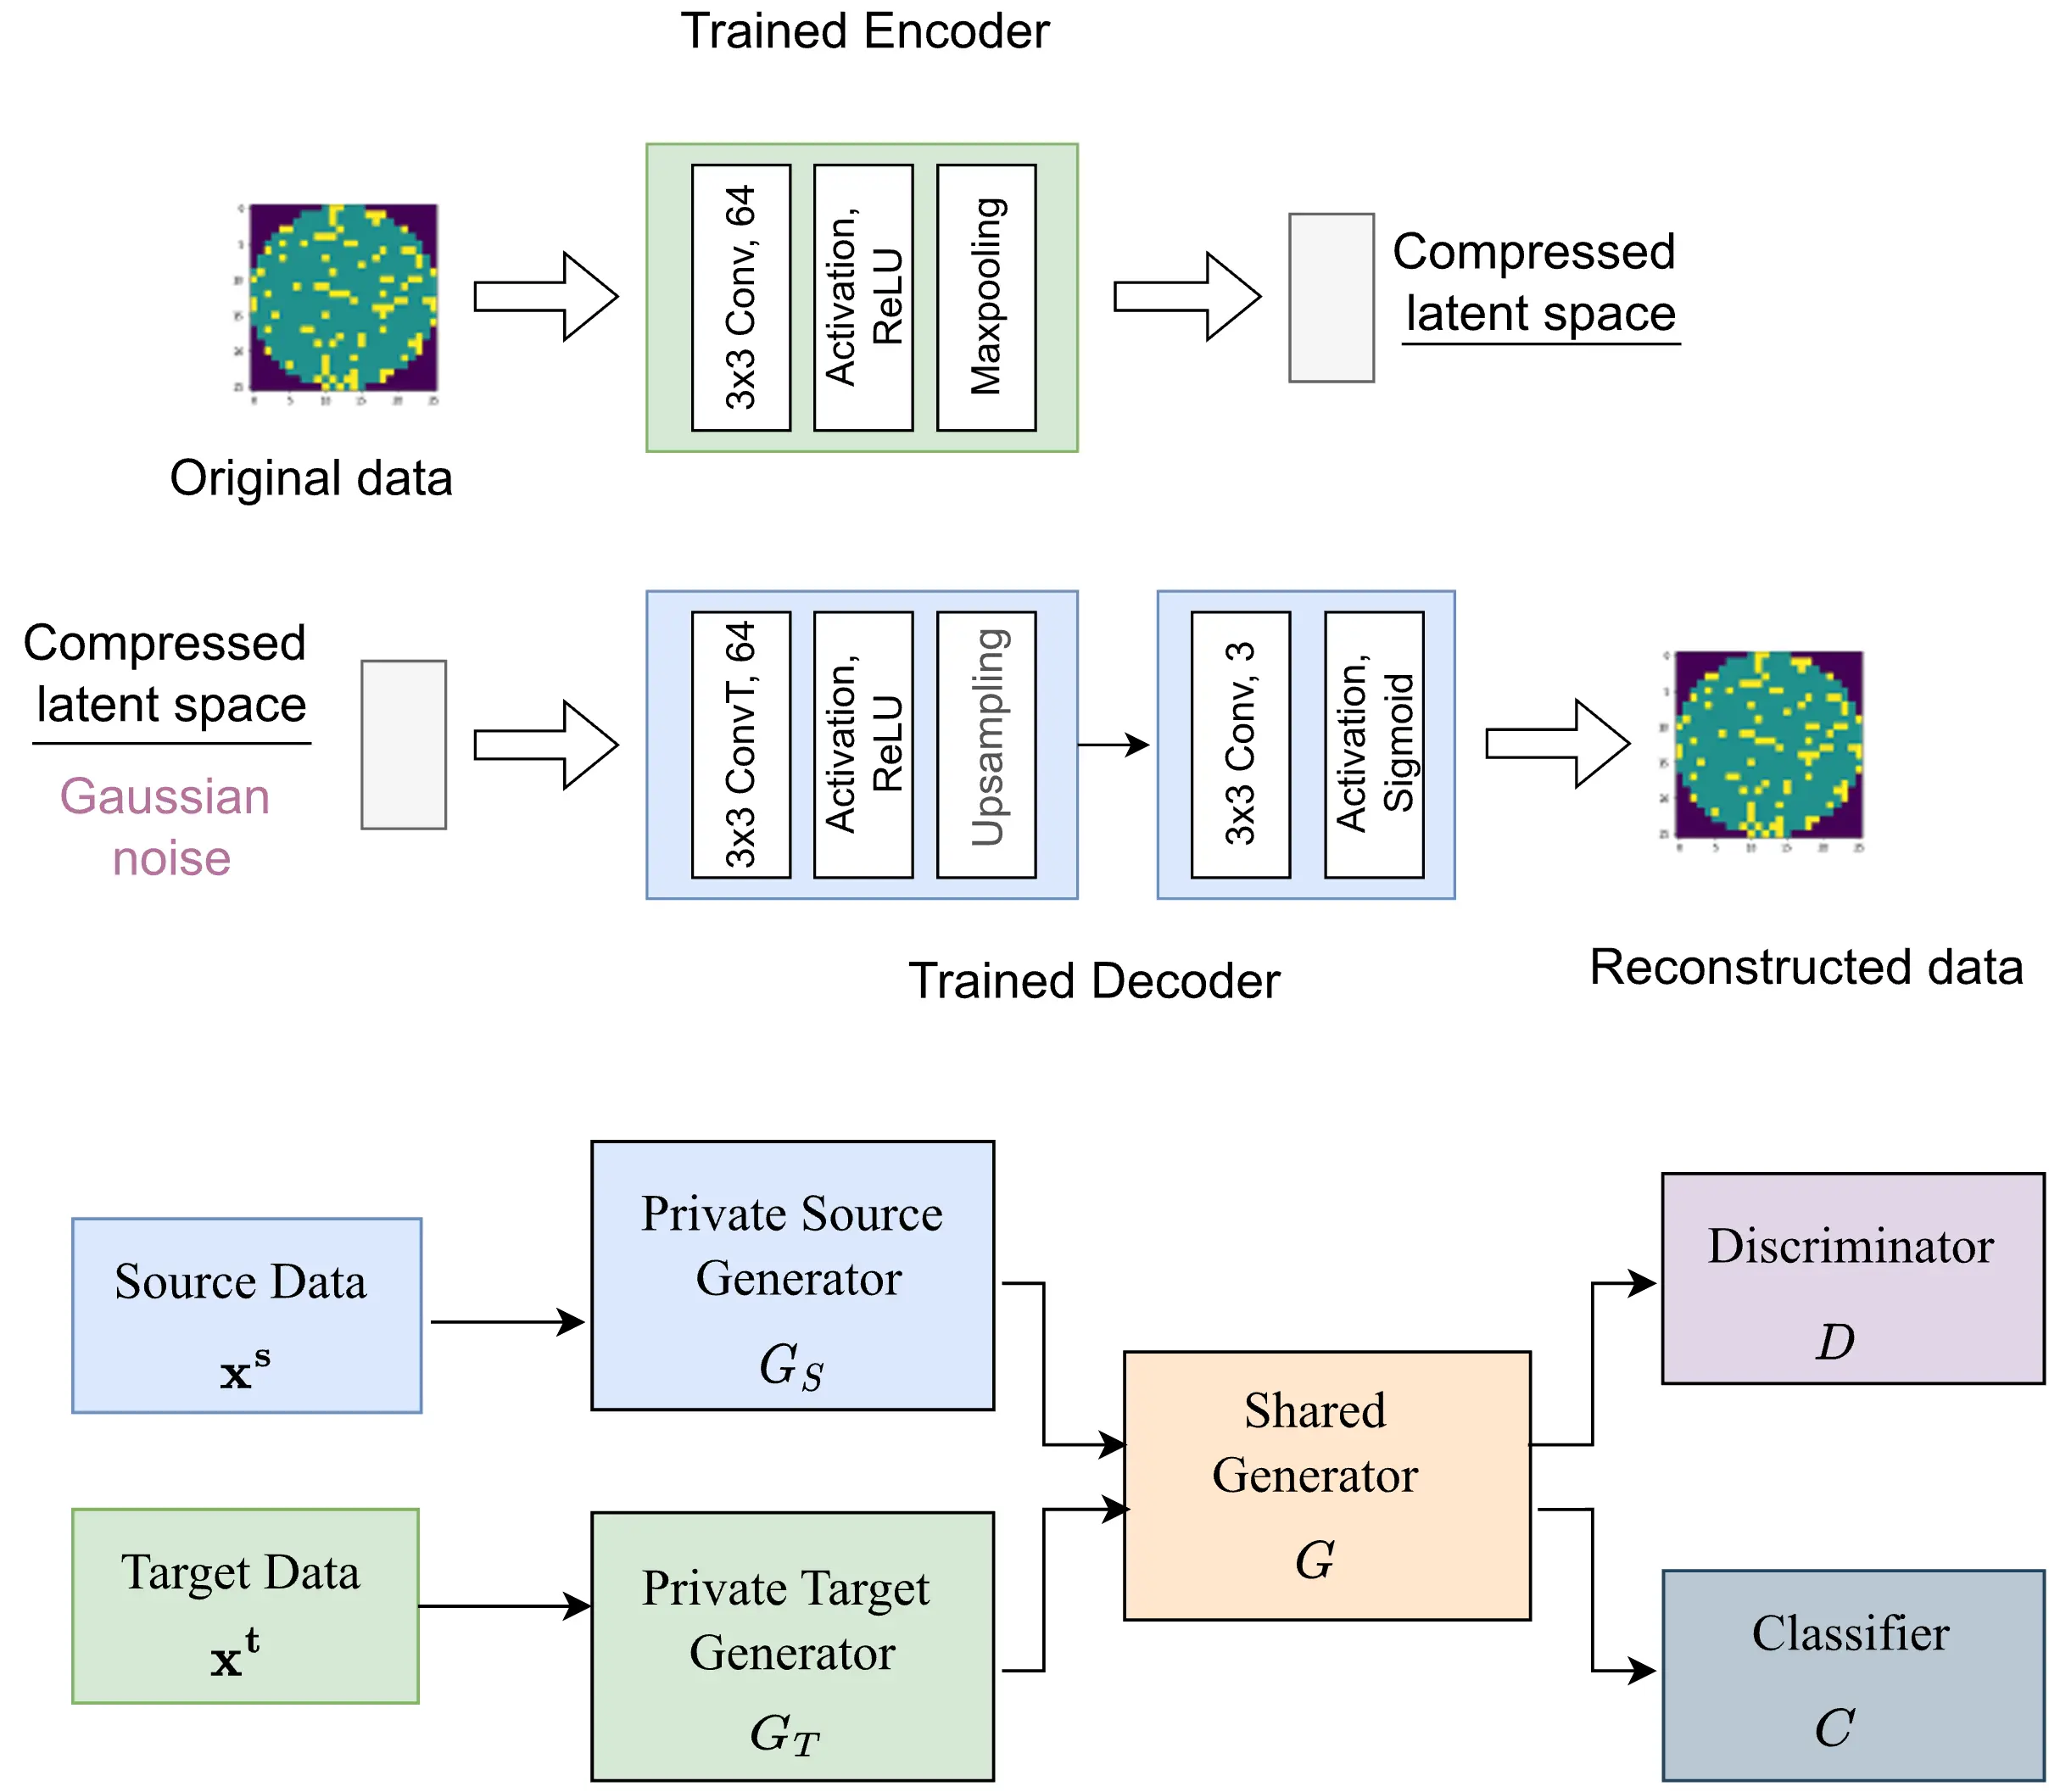 Trained Encoder
3x3 Conv, 64
Activation,
ReLU
Maxpooling
Compressed
latent space
Original data
Compressed
latent space
Gaussian
noise
3x3 ConvT, 64
Activation,
ReLU
Upsampling
3x3 Conv, 3
Activation,
Sigmoid
Trained Decoder
Reconstructed data
Source Data
x^s
Private Source
Generator
G_S
Target Data
x^t
Private Target
Generator
G_T
Shared
Generator
G
Discriminator
D
Classifier
C